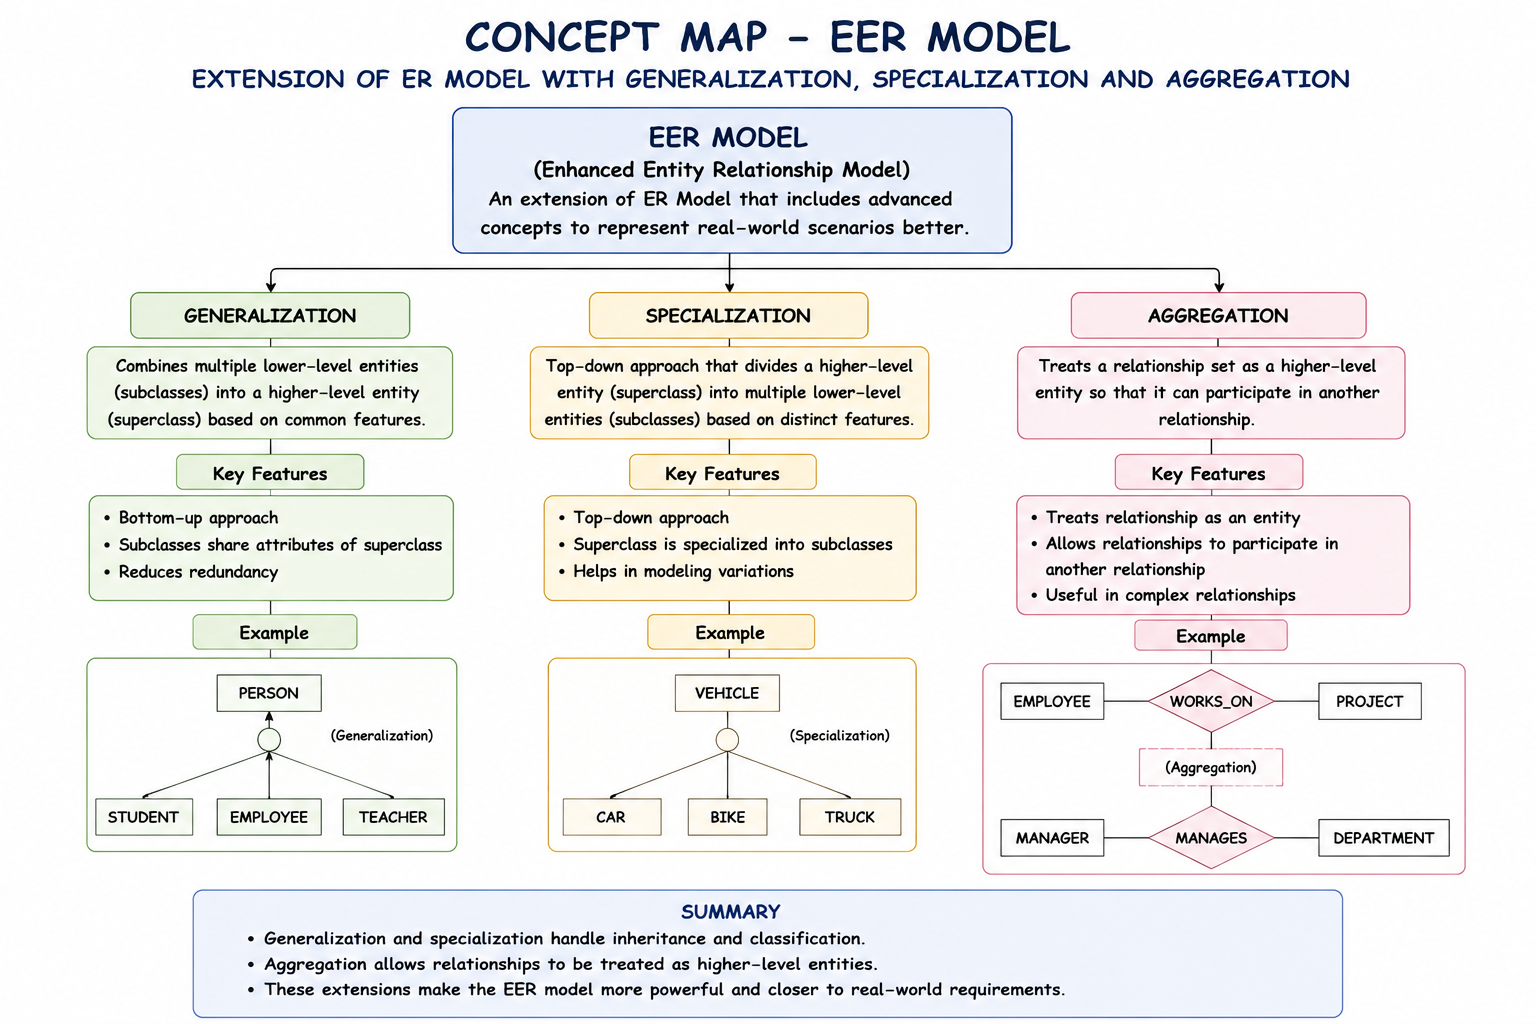 CONCEPT MAP – EER MODEL
EXTENSION OF ER MODEL WITH GENERALIZATION, SPECIALIZATION AND AGGREGATION
EER MODEL
(Enhanced Entity Relationship Model)
An extension of ER Model that includes advanced
concepts to represent real-world scenarios better.
GENERALIZATION
Combines multiple lower-level entities
(subclasses) into a higher-level entity
(superclass) based on common features.
Key Features
• Bottom-up approach
• Subclasses share attributes of superclass
• Reduces redundancy
Example
PERSON
(Generalization)
STUDENT
EMPLOYEE
TEACHER
SPECIALIZATION
Top-down approach that divides a higher-level
entity (superclass) into multiple lower-level
entities (subclasses) based on distinct features.
Key Features
• Top-down approach
• Superclass is specialized into subclasses
• Helps in modeling variations
Example
VEHICLE
(Specialization)
CAR
BIKE
TRUCK
AGGREGATION
Treats a relationship set as a higher-level
entity so that it can participate in another
relationship.
Key Features
• Treats relationship as an entity
• Allows relationships to participate in
another relationship
• Useful in complex relationships
Example
EMPLOYEE
WORKS_ON
PROJECT
(Aggregation)
MANAGER
MANAGES
DEPARTMENT
SUMMARY
• Generalization and specialization handle inheritance and classification.
• Aggregation allows relationships to be treated as higher-level entities.
• These extensions make the EER model more powerful and closer to real-world requirements.